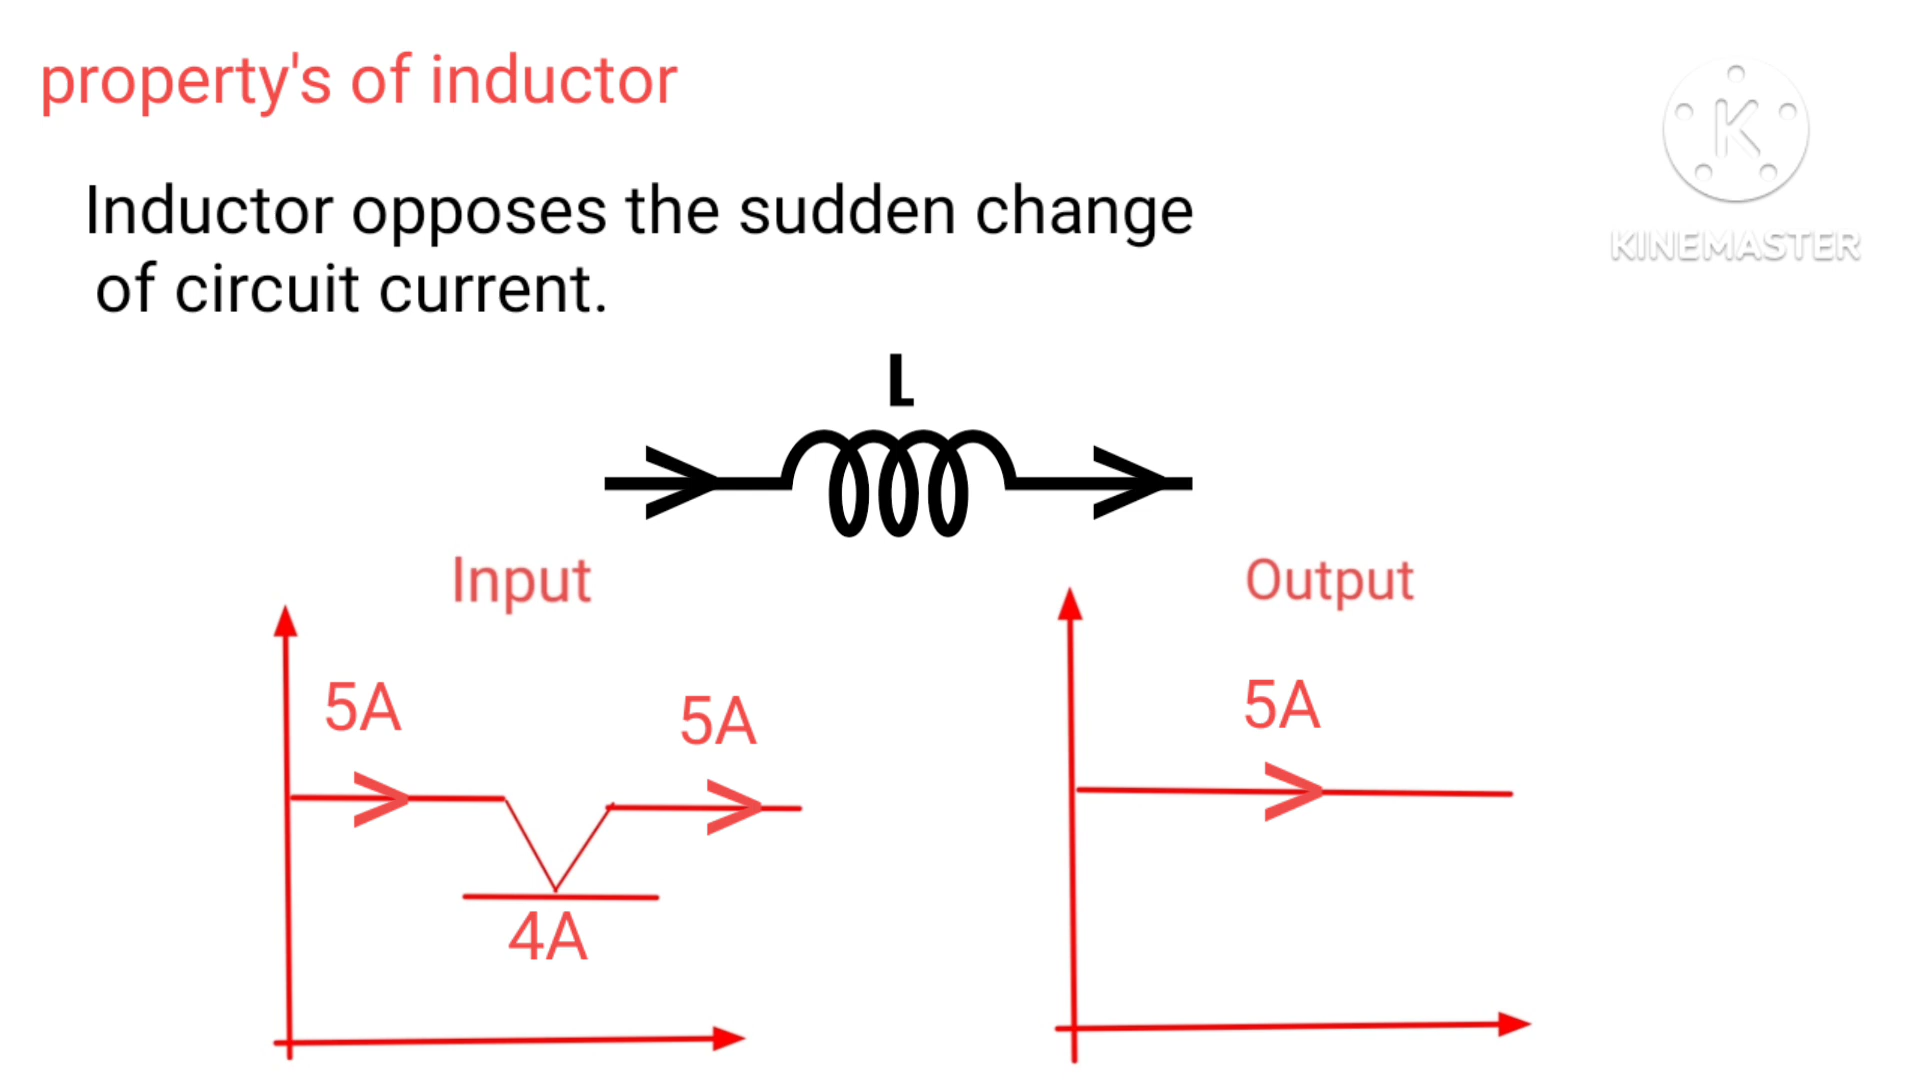 property's of inductor
K
KINEMASTER
Inductor opposes the sudden change
of circuit current.
L
Input
Output
5A
5A
5A
4A